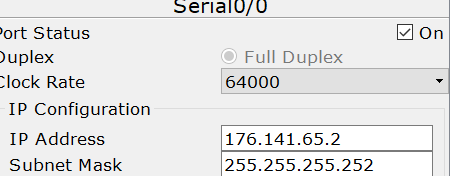 Serial0/0
Port Status On
Duplex Full Duplex
Clock Rate 64000
IP Configuration
IP Address 176.141.65.2
Subnet Mask 255.255.255.252